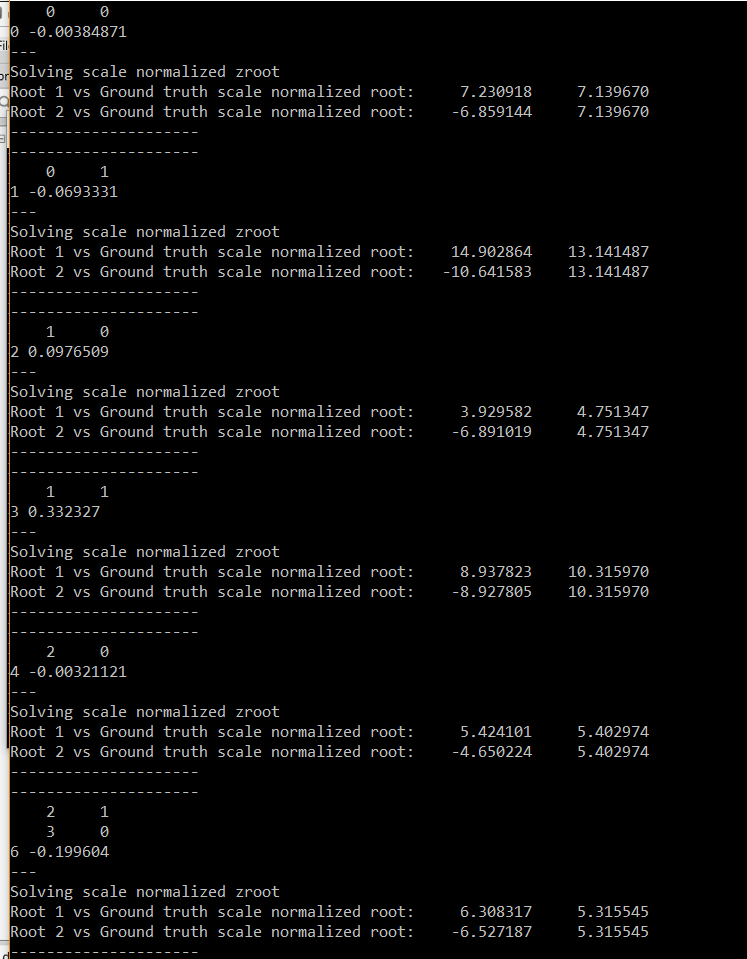 0 0
0 -0.00384871
---
Solving scale normalized zroot
Root 1 vs Ground truth scale normalized root: 7.230918 7.139670
Root 2 vs Ground truth scale normalized root: -6.859144 7.139670
---------------------
---------------------
0 1
1 -0.0693331
---
Solving scale normalized zroot
Root 1 vs Ground truth scale normalized root: 14.902864 13.141487
Root 2 vs Ground truth scale normalized root: -10.641583 13.141487
---------------------
---------------------
1 0
2 0.0976509
---
Solving scale normalized zroot
Root 1 vs Ground truth scale normalized root: 3.929582 4.751347
Root 2 vs Ground truth scale normalized root: -6.891019 4.751347
---------------------
---------------------
1 1
3 0.332327
---
Solving scale normalized zroot
Root 1 vs Ground truth scale normalized root: 8.937823 10.315970
Root 2 vs Ground truth scale normalized root: -8.927805 10.315970
---------------------
---------------------
2 0
4 -0.00321121
---
Solving scale normalized zroot
Root 1 vs Ground truth scale normalized root: 5.424101 5.402974
Root 2 vs Ground truth scale normalized root: -4.650224 5.402974
---------------------
---------------------
2 1
3 0
6 -0.199604
---
Solving scale normalized zroot
Root 1 vs Ground truth scale normalized root: 6.308317 5.315545
Root 2 vs Ground truth scale normalized root: -6.527187 5.315545
---------------------